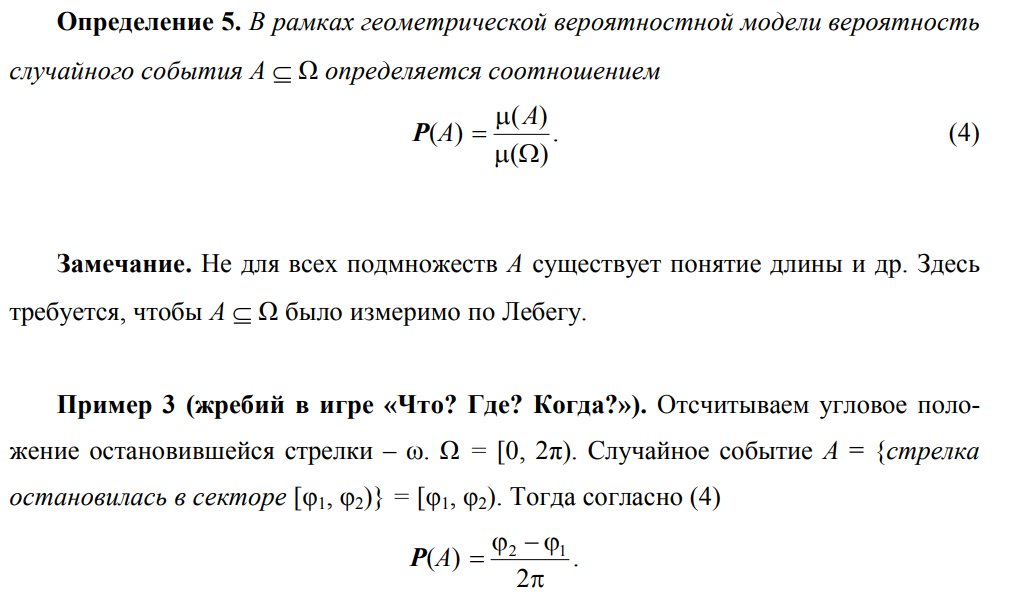 Определение 5. В рамках геометрической вероятностной модели вероятность
случайного события A ⊆ Ω определяется соотношением
P(A) = μ(A)/μ(Ω). (4)
Замечание. Не для всех подмножеств A существует понятие длины и др. Здесь
требуется, чтобы A ⊆ Ω было измеримо по Лебегу.
Пример 3 (жребий в игре «Что? Где? Когда?»). Отсчитываем угловое поло-
жение остановившейся стрелки – ω. Ω = [0, 2π). Случайное событие A = {стрелка
остановилась в секторе [φ₁, φ₂)} = [φ₁, φ₂). Тогда согласно (4)
P(A) = (φ₂ – φ₁)/2π.